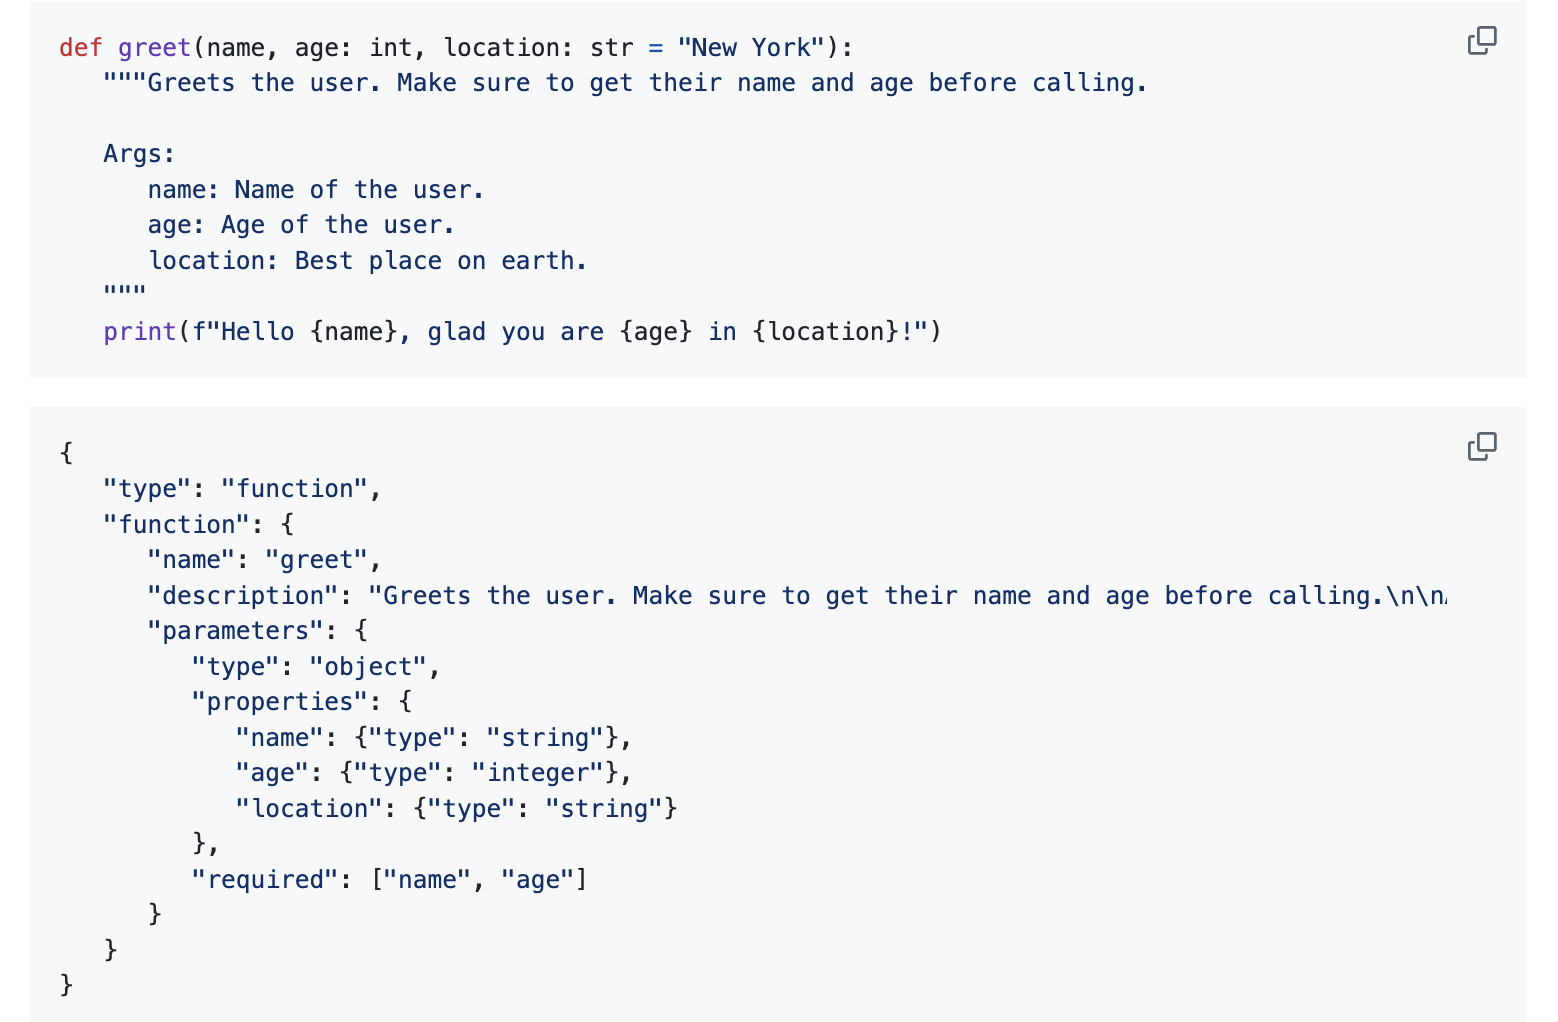 def greet(name, age: int, location: str = "New York"):
   """Greets the user. Make sure to get their name and age before calling.

   Args:
      name: Name of the user.
      age: Age of the user.
      location: Best place on earth.
   """
   print(f"Hello {name}, glad you are {age} in {location}!")

{
   "type": "function",
   "function": {
      "name": "greet",
      "description": "Greets the user. Make sure to get their name and age before calling.\n\n
      "parameters": {
         "type": "object",
         "properties": {
            "name": {"type": "string"},
            "age": {"type": "integer"},
            "location": {"type": "string"}
         },
         "required": ["name", "age"]
      }
   }
}